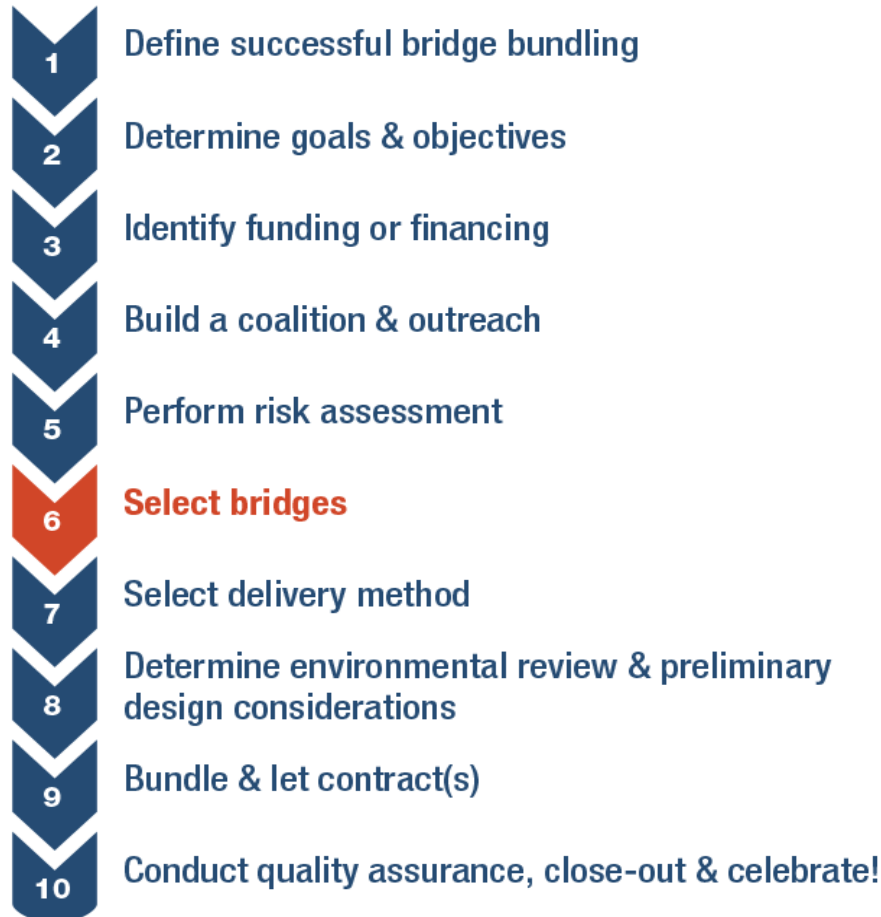 1
Define successful bridge bundling
2
Determine goals & objectives
3
Identify funding or financing
4
Build a coalition & outreach
5
Perform risk assessment
6
Select bridges
7
Select delivery method
8
Determine environmental review & preliminary
design considerations
9
Bundle & let contract(s)
10
Conduct quality assurance, close-out & celebrate!